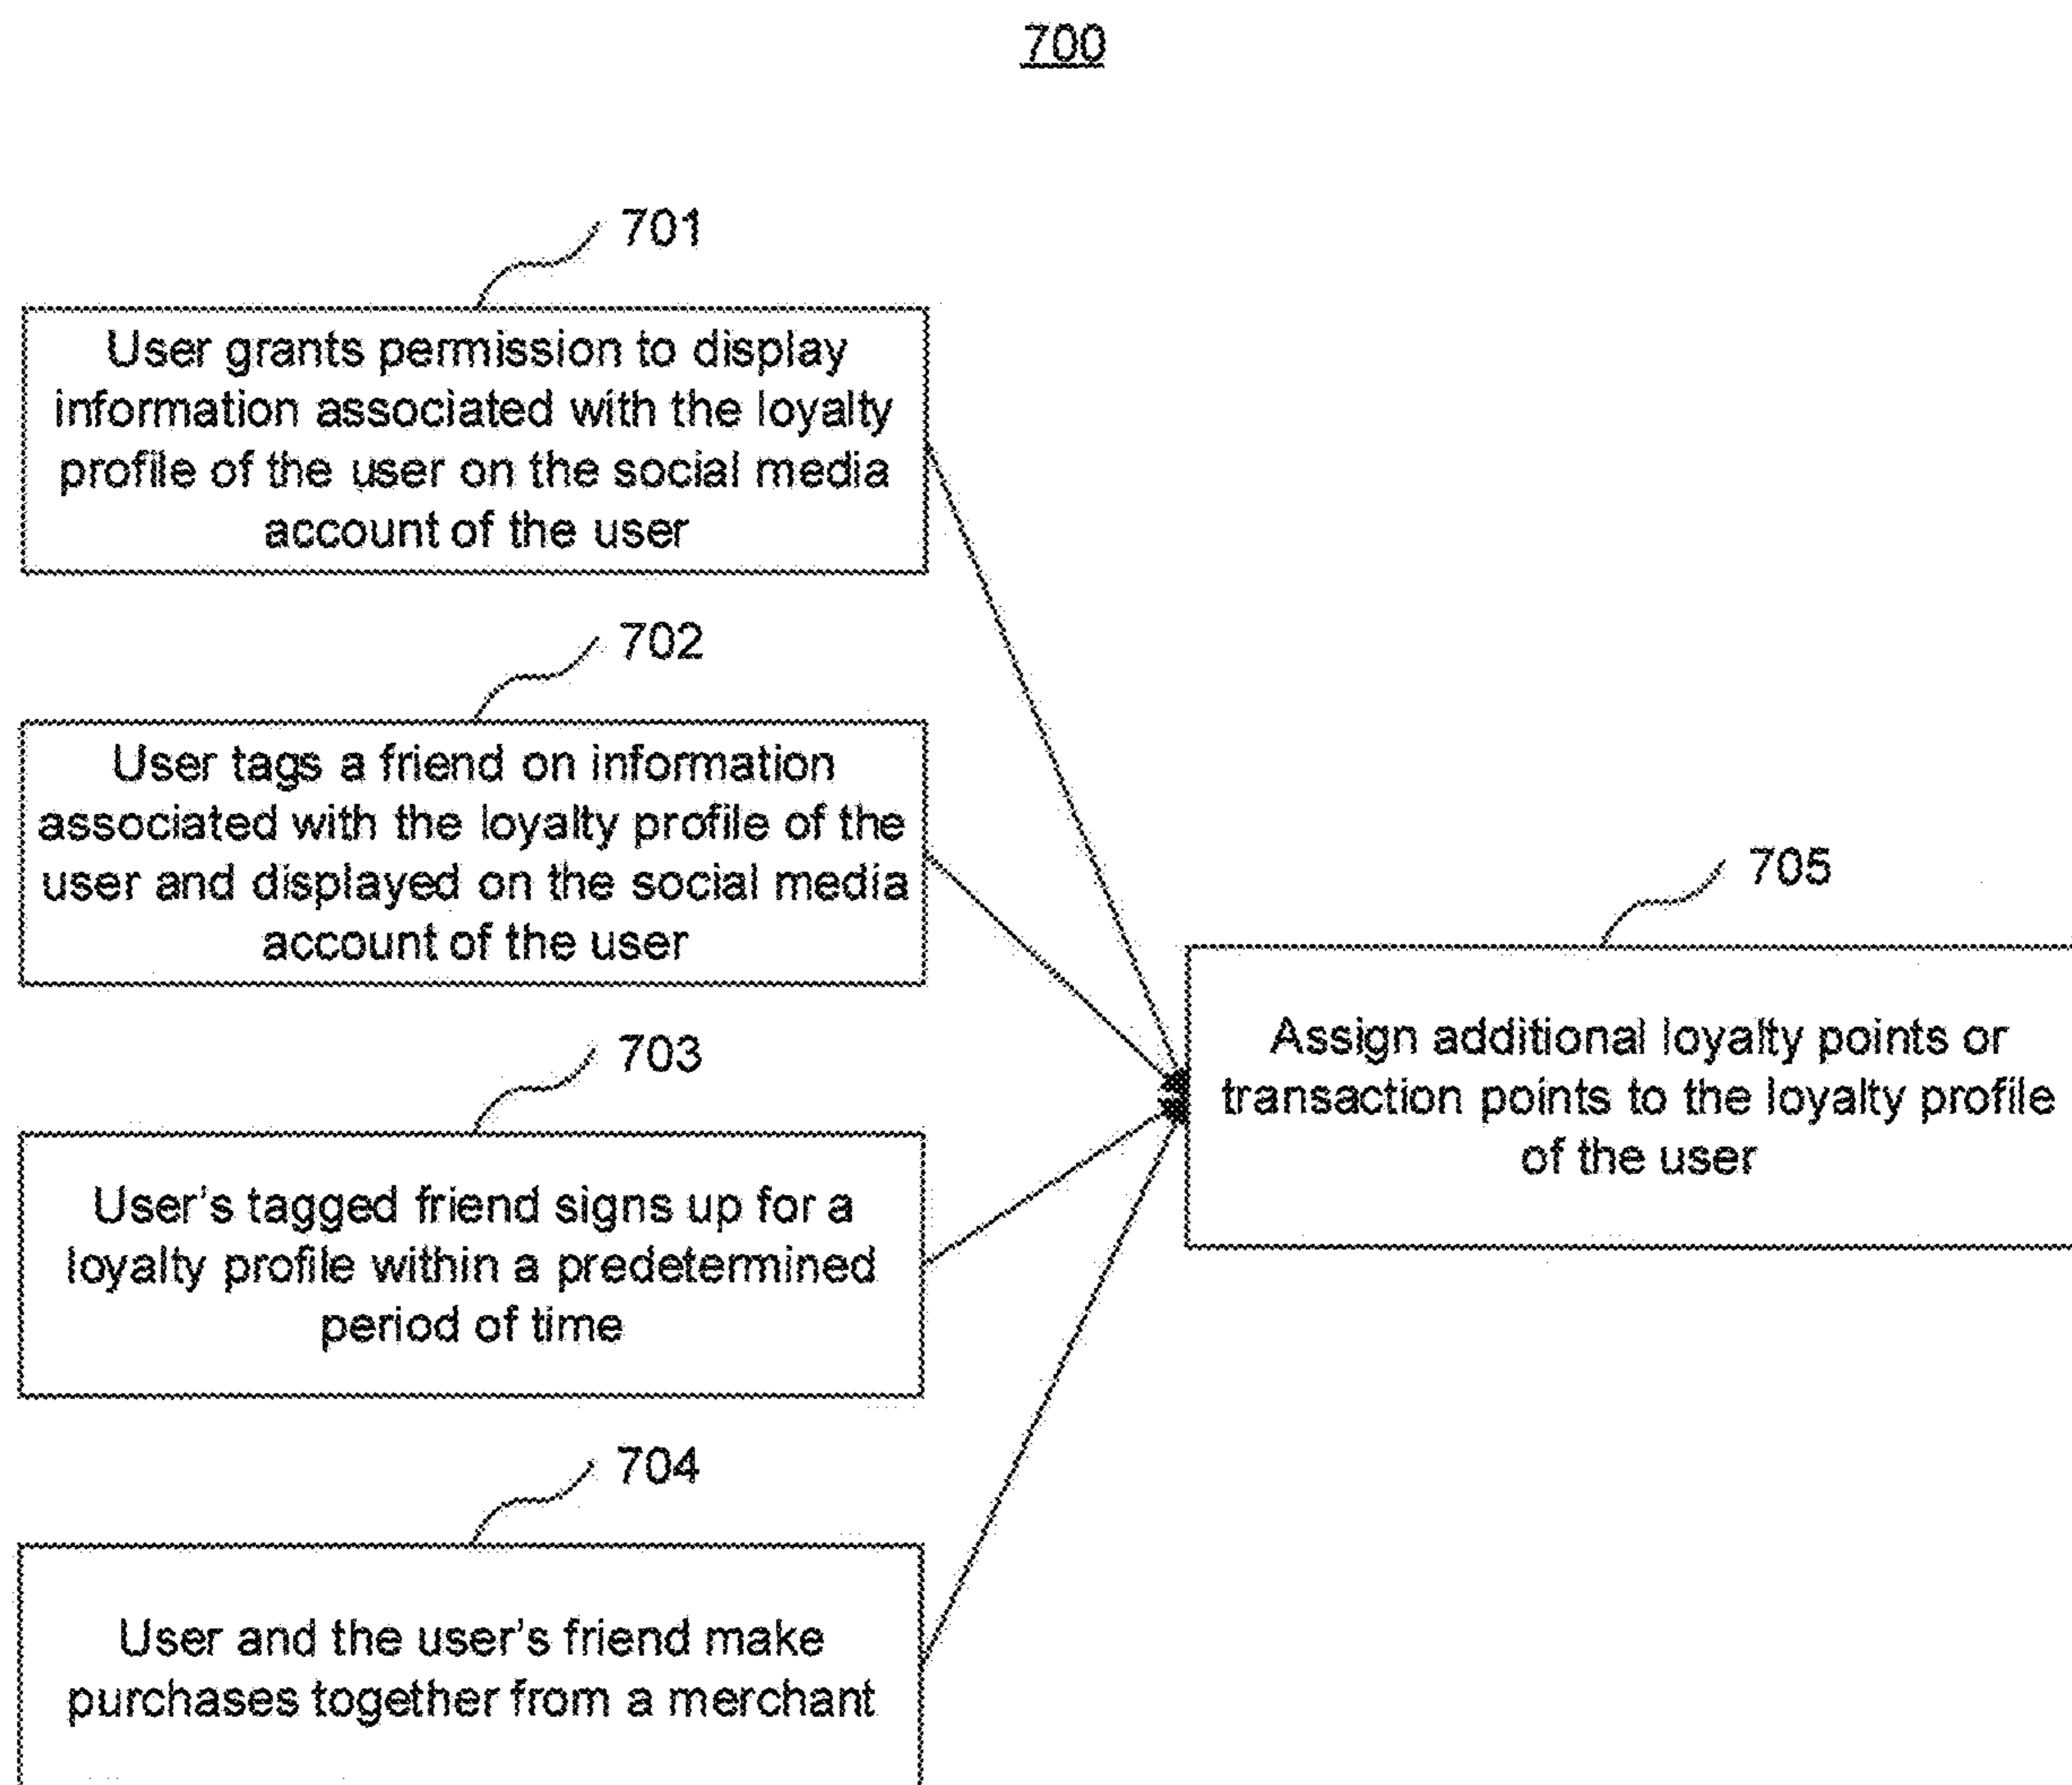 700
701
User grants permission to display
information associated with the loyalty
profile of the user on the social media
account of the user
702
User tags a friend on information
associated with the loyalty profile of the
user and displayed on the social media
account of the user
703
User's tagged friend signs up for a
loyalty profile within a predetermined
period of time
704
User and the user's friend make
purchases together from a merchant
705
Assign additional loyalty points or
transaction points to the loyalty profile
of the user